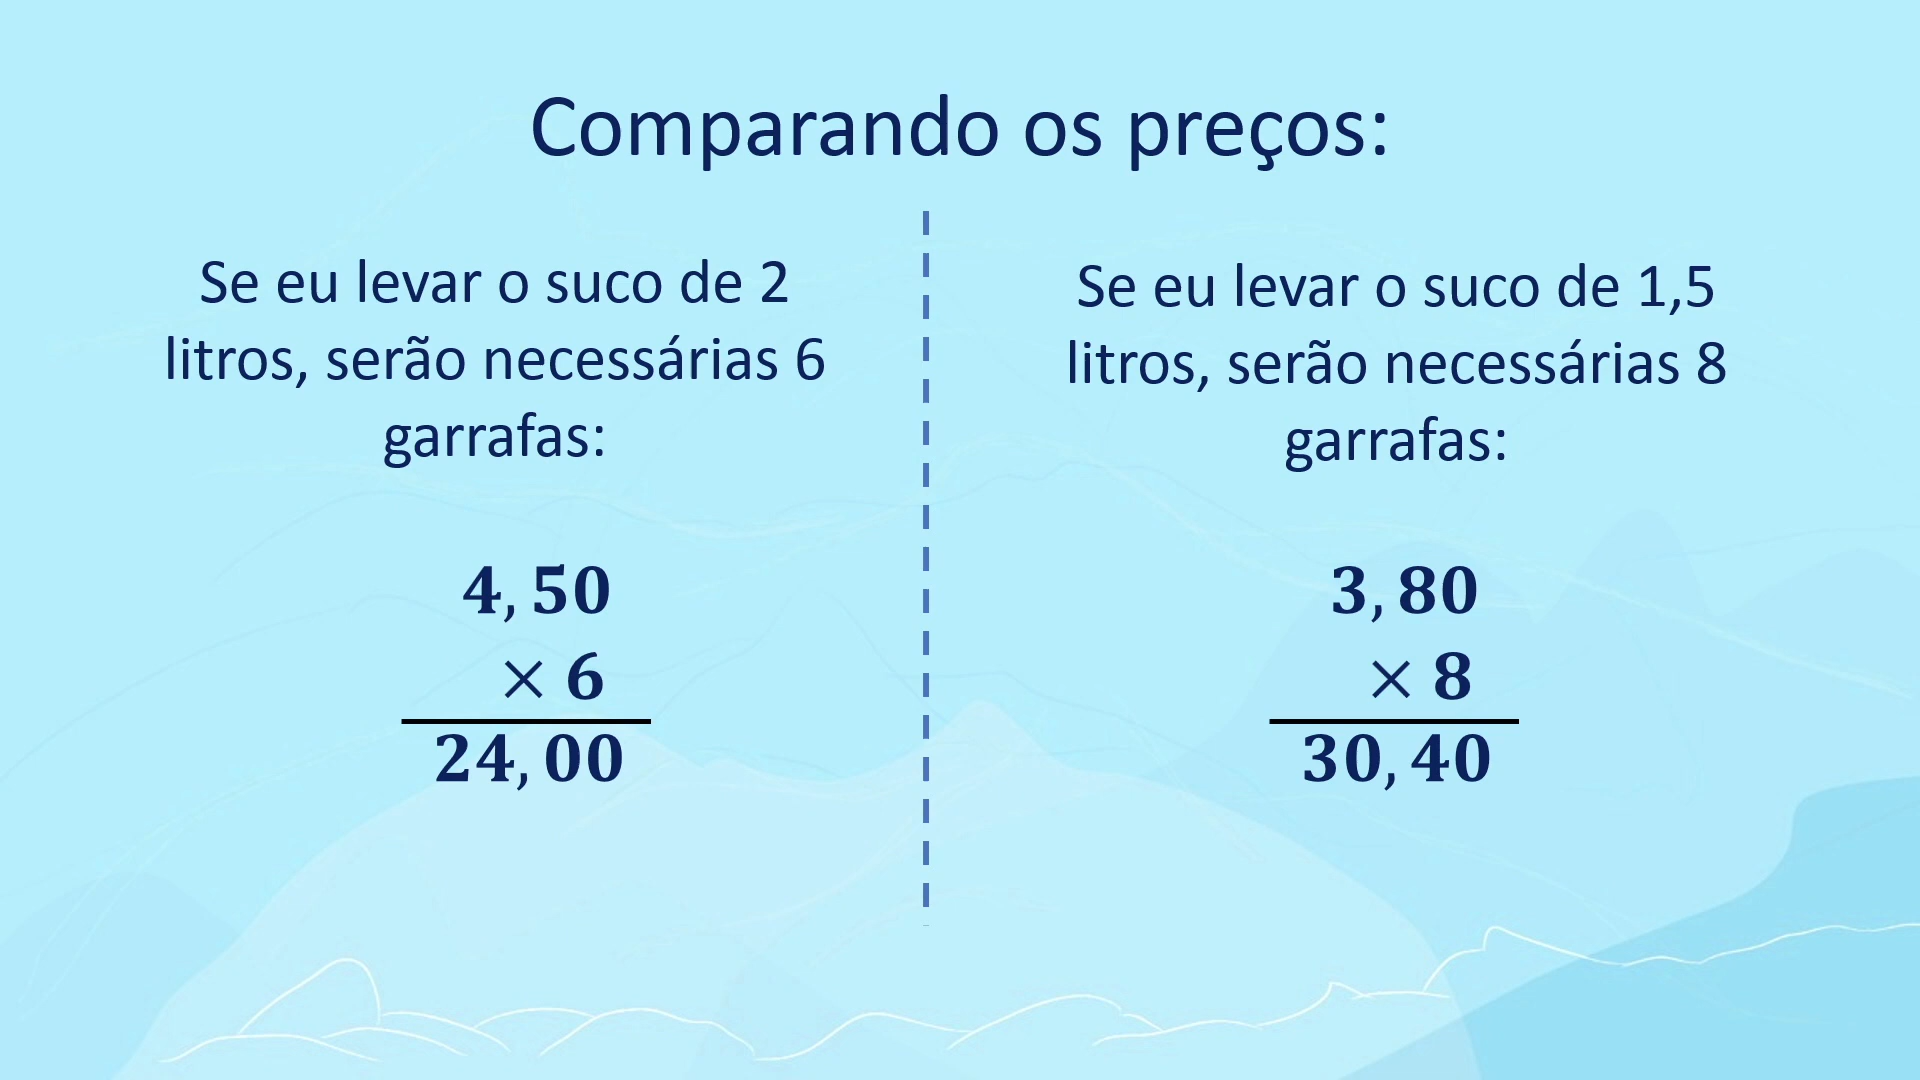 Comparando os preços:
Se eu levar o suco de 2
litros, serão necessárias 6
garrafas:
4,50
× 6
24,00
Se eu levar o suco de 1,5
litros, serão necessárias 8
garrafas:
3,80
× 8
30,40